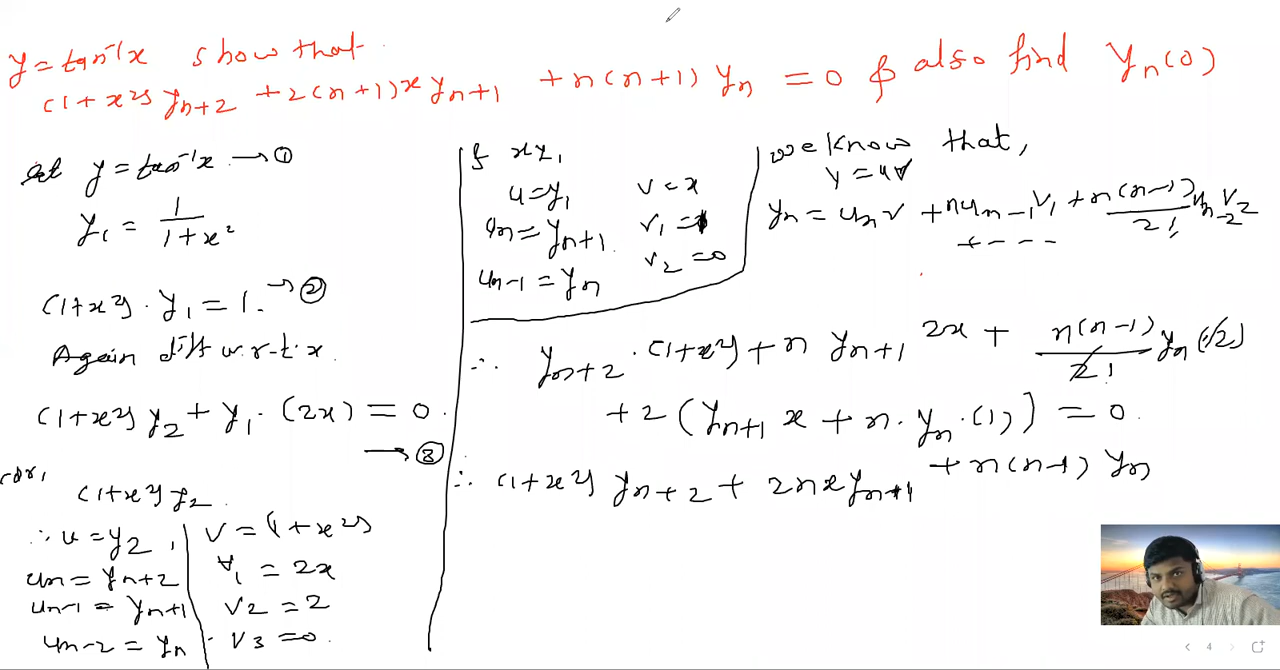 y = tan⁻¹x show that
(1+x²) yₙ₊₂ + 2(n+1)x yₙ₊₁ + n(n+1) yₙ = 0 & also find yₙ(0)
let y = tan⁻¹x → ①
y₁ = 1/(1+x²)
(1+x²) · y₁ = 1. → ②
Again diff w.r.t. x.
(1+x²) y₂ + y₁ · (2x) = 0.
→ ③
(1+x²) y₂
∴ u = y₂, v = (1+x²)
uₙ = yₙ₊₂ v₁ = 2x
uₙ₋₁ = yₙ₊₁ v₂ = 2
uₙ₋₂ = yₙ v₃ = 0.
& xy₁
u = y₁ v = x
uₙ = yₙ₊₁ v₁ = 1
uₙ₋₁ = yₙ v₂ = 0
we know that,
y = uv
yₙ = uₙv + nuₙ₋₁v₁ + n(n-1)/2! uₙ₋₂v₂
+ - - - -
∴ yₙ₊₂ · (1+x²) + n yₙ₊₁ 2x + n(n-1)/2! yₙ (2)
+ 2 (yₙ₊₁ x + n · yₙ · (1)) = 0.
∴ (1+x²) yₙ₊₂ + 2nxyₙ₊₁ + n(n-1) yₙ
4